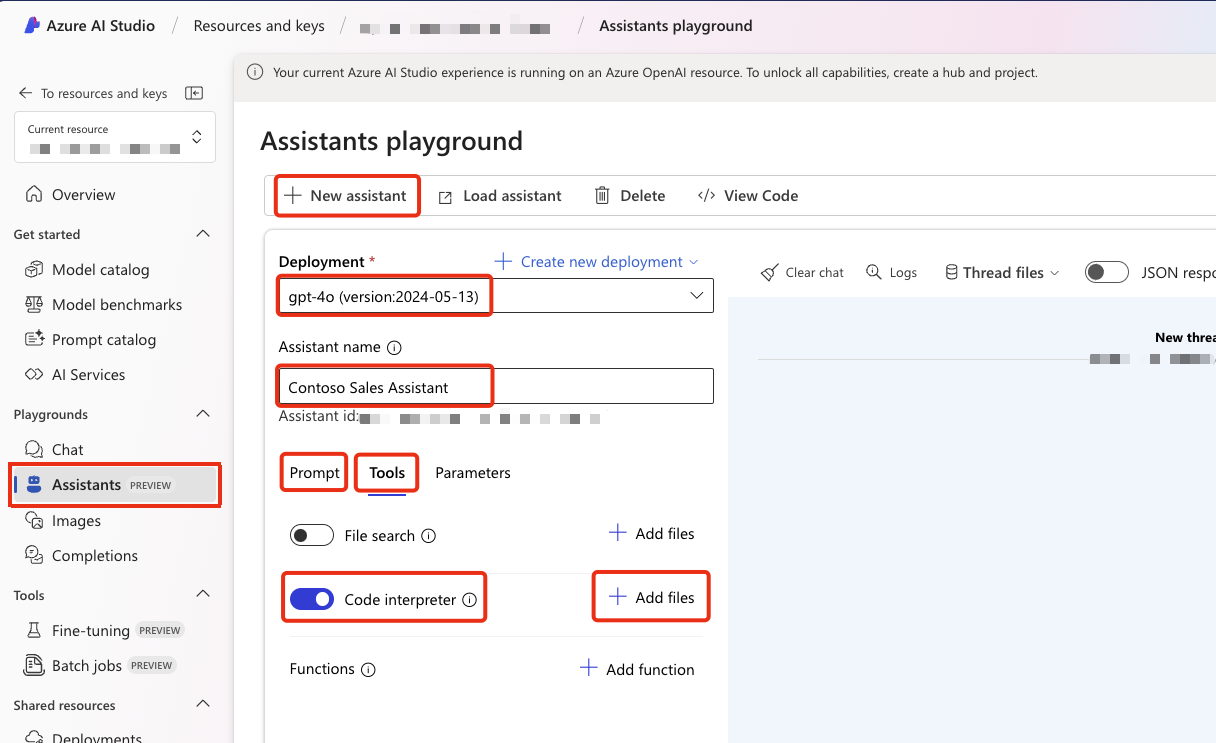 Azure AI Studio / Resources and keys / / Assistants playground
Your current Azure AI Studio experience is running on an Azure OpenAI resource. To unlock all capabilities, create a hub and project.
To resources and keys
Current resource
Overview
Get started
Model catalog
Model benchmarks
Prompt catalog
AI Services
Playgrounds
Chat
Assistants PREVIEW
Images
Completions
Tools
Fine-tuning PREVIEW
Batch jobs PREVIEW
Shared resources
Deployments
Assistants playground
New assistant Load assistant Delete View Code
Deployment * Create new deployment
gpt-4o (version:2024-05-13)
Assistant name
Contoso Sales Assistant
Assistant id:
Prompt Tools Parameters
File search Add files
Code interpreter Add files
Functions Add function
Clear chat Logs Thread files JSON respo
New threa